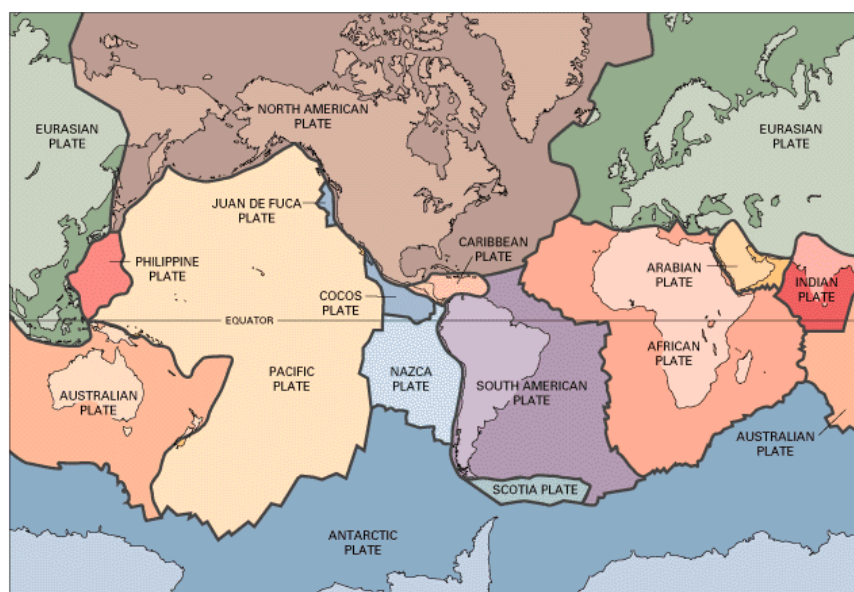 NORTH AMERICAN
PLATE
EURASIAN
PLATE
EURASIAN
PLATE
JUAN DE FUCA
PLATE
PHILIPPINE
PLATE
CARIBBEAN
PLATE
ARABIAN
PLATE
INDIAN
PLATE
COCOS
PLATE
EQUATOR
AFRICAN
PLATE
PACIFIC
PLATE
NAZCA
PLATE
SOUTH AMERICAN
PLATE
AUSTRALIAN
PLATE
AUSTRALIAN
PLATE
SCOTIA PLATE
ANTARCTIC
PLATE